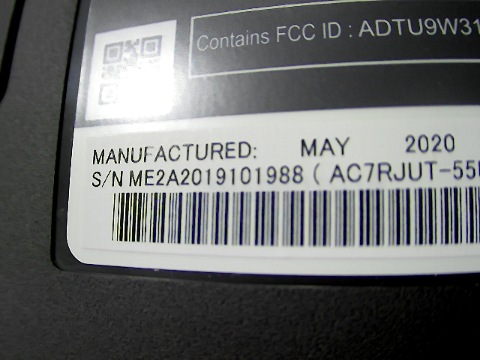 Contains FCC ID : ADTU9W31
MANUFACTURED: MAY 2020
S/N ME2A2019101988 ( AC7RJUT-55